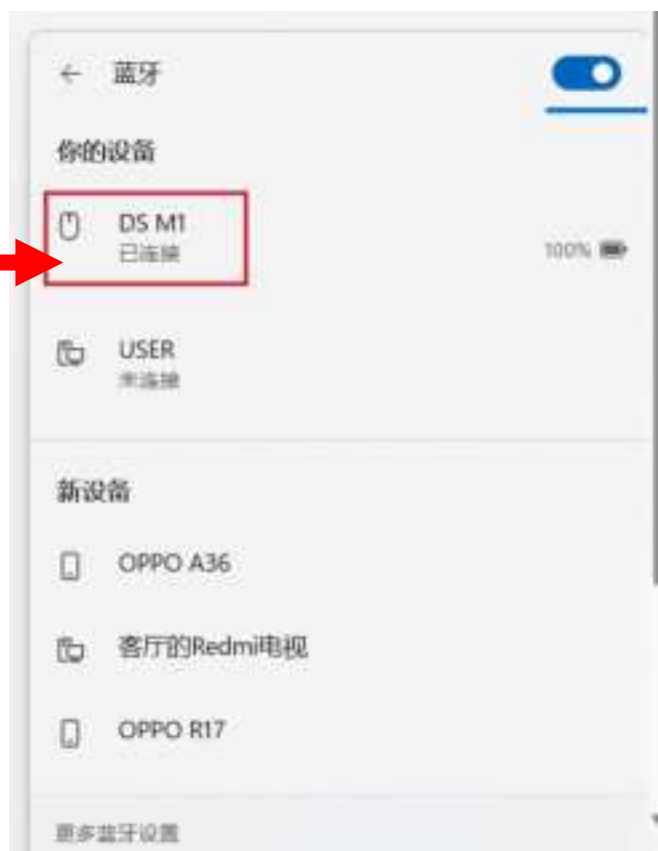 ← 蓝牙
你的设备
DS M1
已连接
100%
USER
未连接
新设备
OPPO A36
客厅的Redmi电视
OPPO R17
更多蓝牙设置